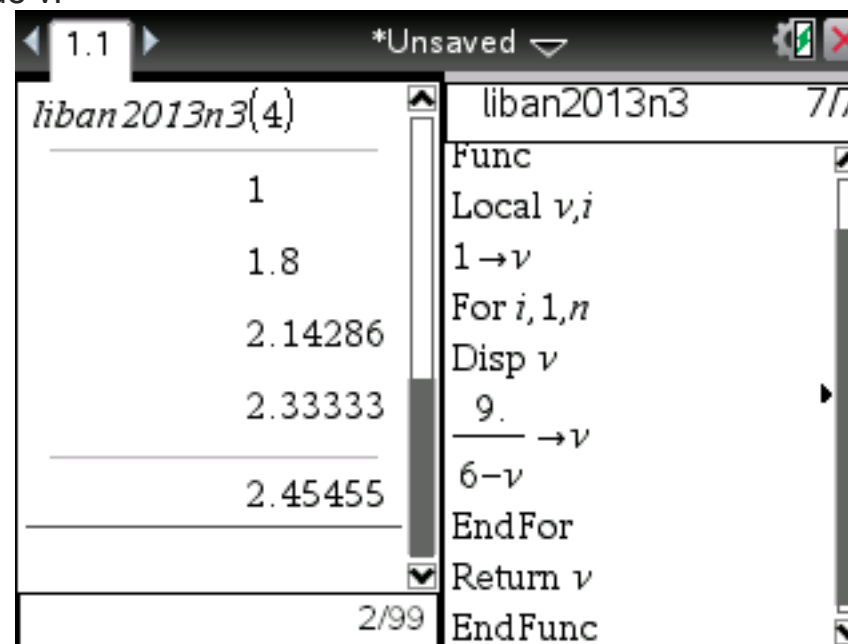 1.1
*Unsaved
liban2013n3(4)
1
1.8
2.14286
2.33333
2.45455
2/99
liban2013n3
Func
Local v,i
1→v
For i,1,n
Disp v
9.
6−v
→v
EndFor
Return v
EndFunc